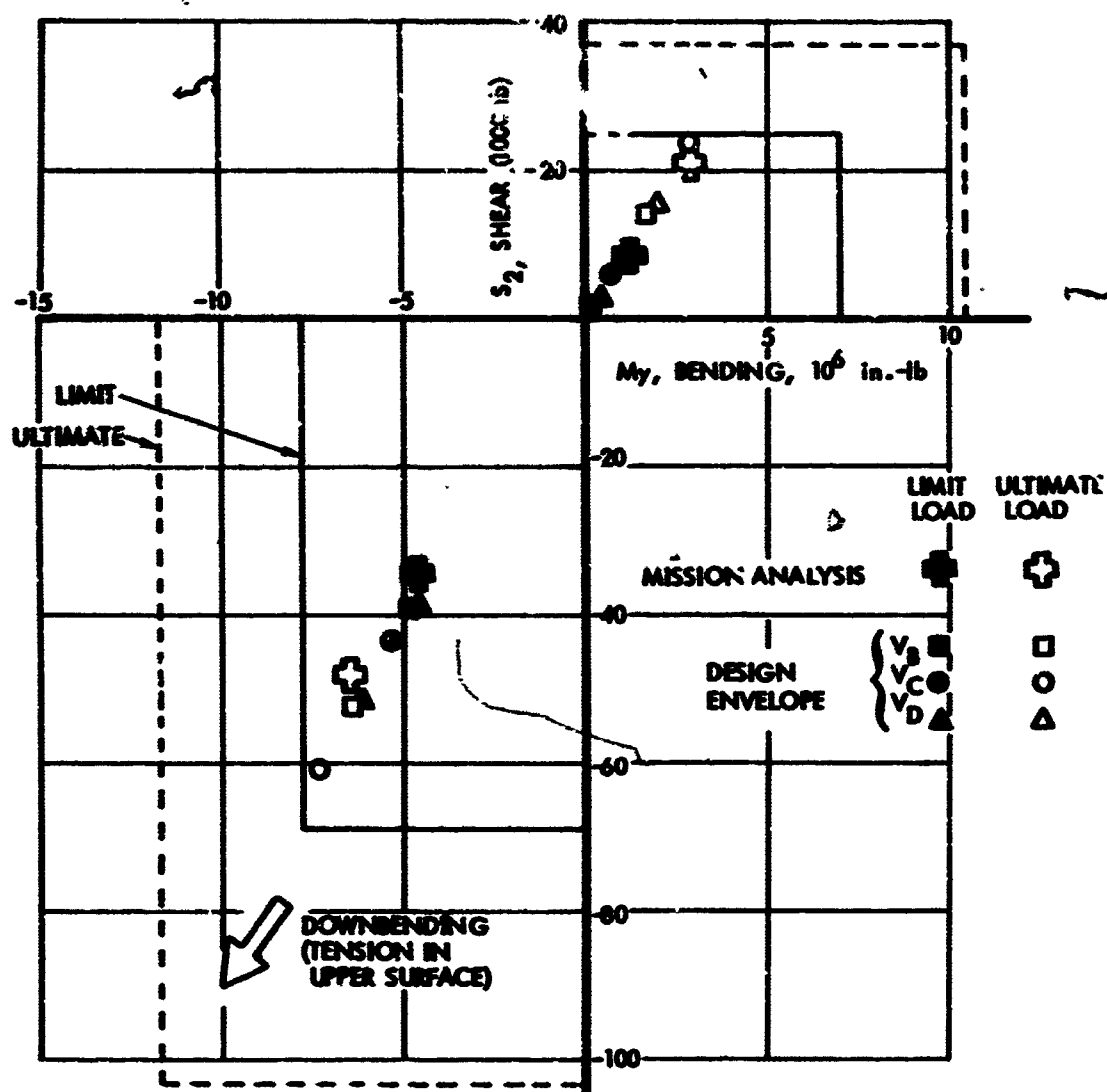 40
S2, SHEAR (1000 lb)
20
-15
-10
-5
5
10
My, BENDING, 10^6 in.-lb
LIMIT
ULTIMATE
-20
LIMIT LOAD
ULTIMATE LOAD
MISSION ANALYSIS
-40
DESIGN ENVELOPE
VB
VC
VD
-60
DOWNBENDING
(TENSION IN
UPPER SURFACE)
-80
-100